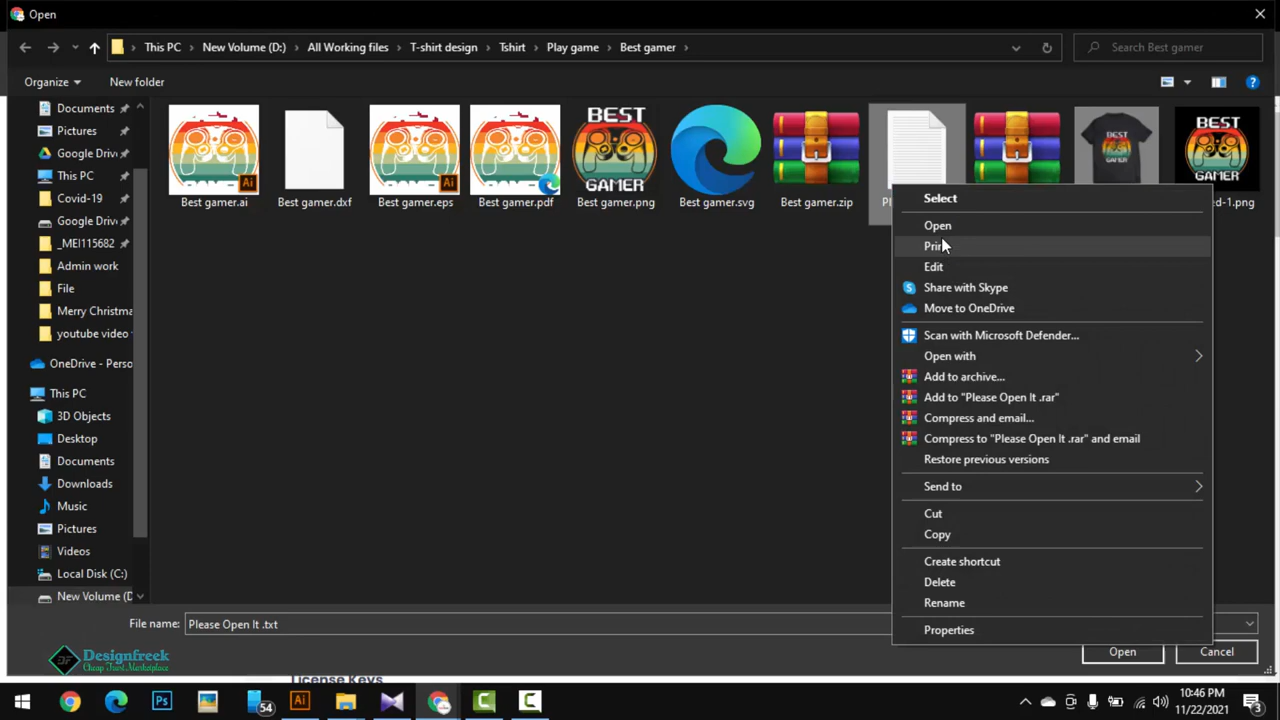 Open
This PC
New Volume (D:)
All Working files
T-shirt design
Tshirt
Play game
Best gamer
Search Best gamer
Organize
New folder
Documents
Pictures
Google Driv
This PC
Covid-19
Google Driv
_MEI115682
Admin work
File
Merry Christma
youtube video
OneDrive - Perso
This PC
3D Objects
Desktop
Documents
Downloads
Music
Pictures
Videos
Local Disk (C:)
New Volume (D
BEST
GAMER
BEST
BEST
GAMER
Ai
Ai
Best gamer.ai
Best gamer.dxf
Best gamer.eps
Best gamer.pdf
Best gamer.png
Best gamer.svg
Best gamer.zip
Select
Open
Prin
Edit
Share with Skype
Move to OneDrive
Scan with Microsoft Defender...
Open with
Add to archive...
Add to "Please Open It .rar"
Compress and email...
Compress to "Please Open It .rar" and email
Restore previous versions
Send to
Cut
Copy
Create shortcut
Delete
Rename
Properties
File name:
Please Open It .txt
Open
Cancel
DF
Designfreek
Cheap Trust Marketplace
License Keys
Ps
54
Ai
10:46 PM
11/22/2021
3